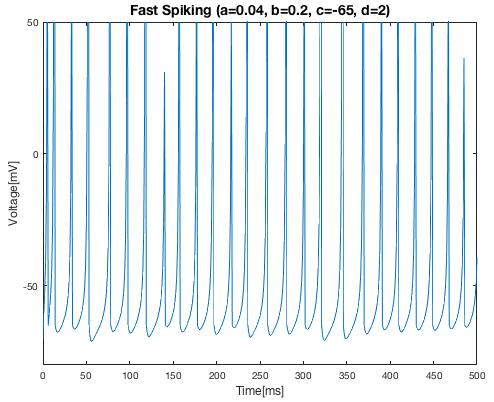 Fast Spiking (a=0.04, b=0.2, c=-65, d=2)
50
0
-50
Voltage[mV]
0 50 100 150 200 250 300 350 400 450 500
Time[ms]